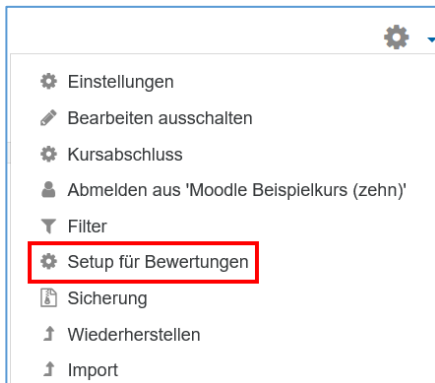 Einstellungen
Bearbeiten ausschalten
Kursabschluss
Abmelden aus 'Moodle Beispielkurs (zehn)'
Filter
Setup für Bewertungen
Sicherung
Wiederherstellen
Import